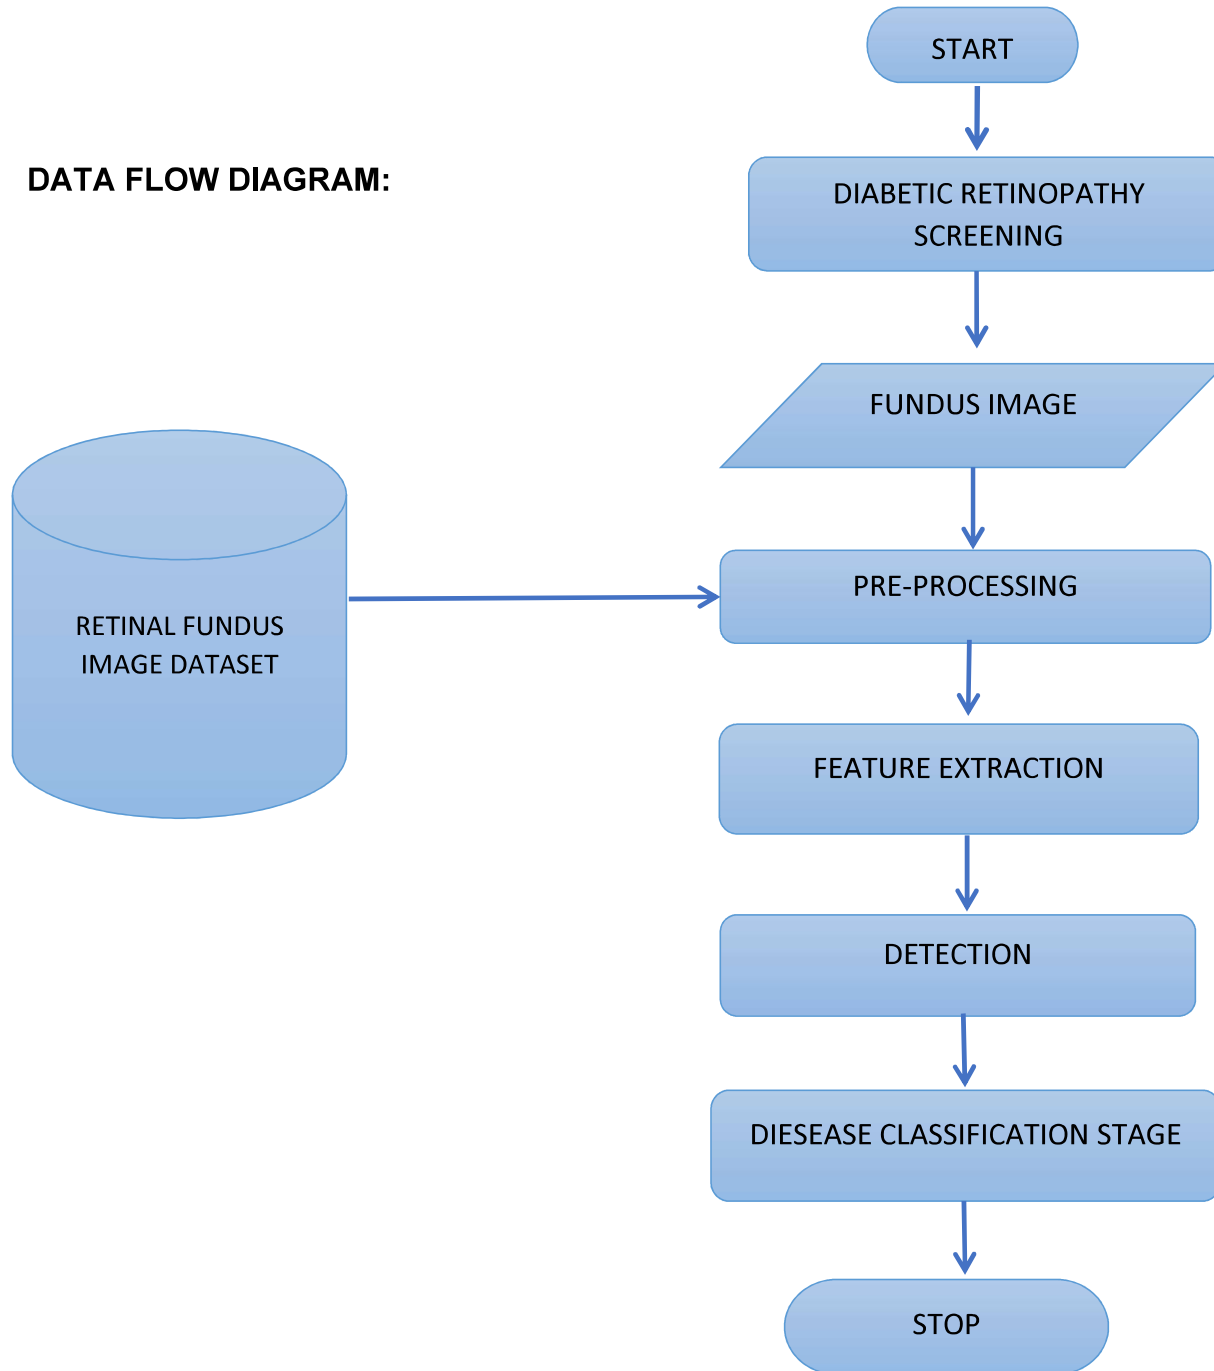 START
DATA FLOW DIAGRAM:
DIABETIC RETINOPATHY
SCREENING
FUNDUS IMAGE
PRE-PROCESSING
RETINAL FUNDUS
IMAGE DATASET
FEATURE EXTRACTION
DETECTION
DIESEASE CLASSIFICATION STAGE
STOP